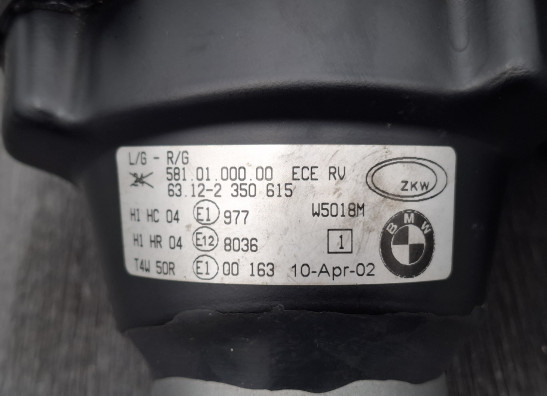 L/G - R/G
581.01.000.00 ECE RV
63.12-2 350 615
ZKW
H1 HC 04 E1 977 W5018M
H1 HR 04 E12 8036 1
T4W 50R E1 00 163 10-Apr-02
BMW